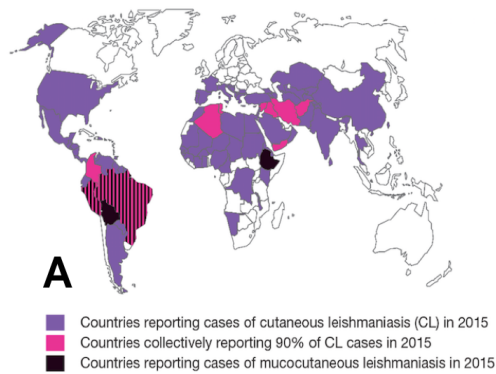 A
Countries reporting cases of cutaneous leishmaniasis (CL) in 2015
Countries collectively reporting 90% of CL cases in 2015
Countries reporting cases of mucocutaneous leishmaniasis in 2015